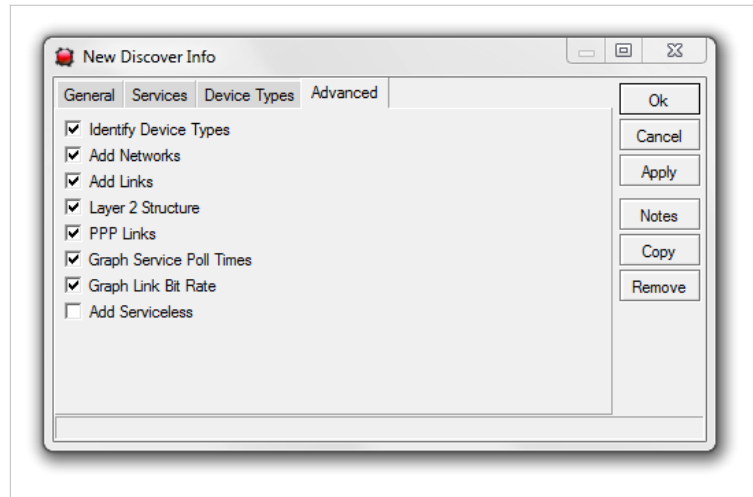 New Discover Info
General Services Device Types Advanced
Identify Device Types
Add Networks
Add Links
Layer 2 Structure
PPP Links
Graph Service Poll Times
Graph Link Bit Rate
Add Serviceless
Ok
Cancel
Apply
Notes
Copy
Remove